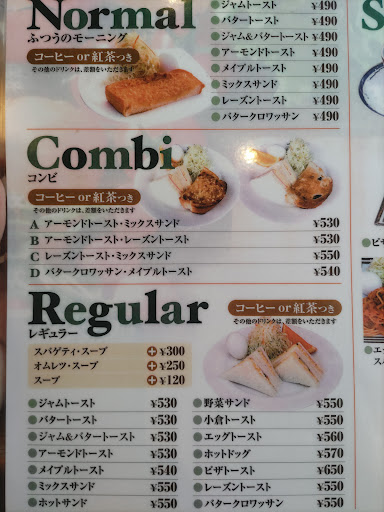 Normal
ふつうのモーニング
コーヒー or 紅茶つき
その他のドリンクは、差額をいただきます
ジャムトースト ¥490
バタートースト ¥490
ジャム&バタートースト ¥490
アーモンドトースト ¥490
メイプルトースト ¥490
ミックスサンド ¥490
レーズントースト ¥490
バタークロワッサン ¥490
Combi
コンビ
コーヒー or 紅茶つき
その他のドリンクは、差額をいただきます
A アーモンドトースト・ミックスサンド ¥530
B アーモンドトースト・レーズントースト ¥530
C レーズントースト・ミックスサンド ¥550
D バタークロワッサン・メイプルトースト ¥540
Regular
レギュラー
コーヒー or 紅茶つき
その他のドリンクは、差額をいただきます
スパゲティ・スープ +¥300
オムレツ・スープ +¥250
スープ +¥120
ジャムトースト ¥530
バタートースト ¥530
ジャム&バタートースト ¥530
アーモンドトースト ¥530
メイプルトースト ¥540
ミックスサンド ¥550
ホットサンド ¥550
野菜サンド ¥550
小倉トースト ¥550
エッグトースト ¥560
ホットドッグ ¥570
ピザトースト ¥650
レーズントースト ¥550
バタークロワッサン ¥550
S
ピザ
エッ
スパ